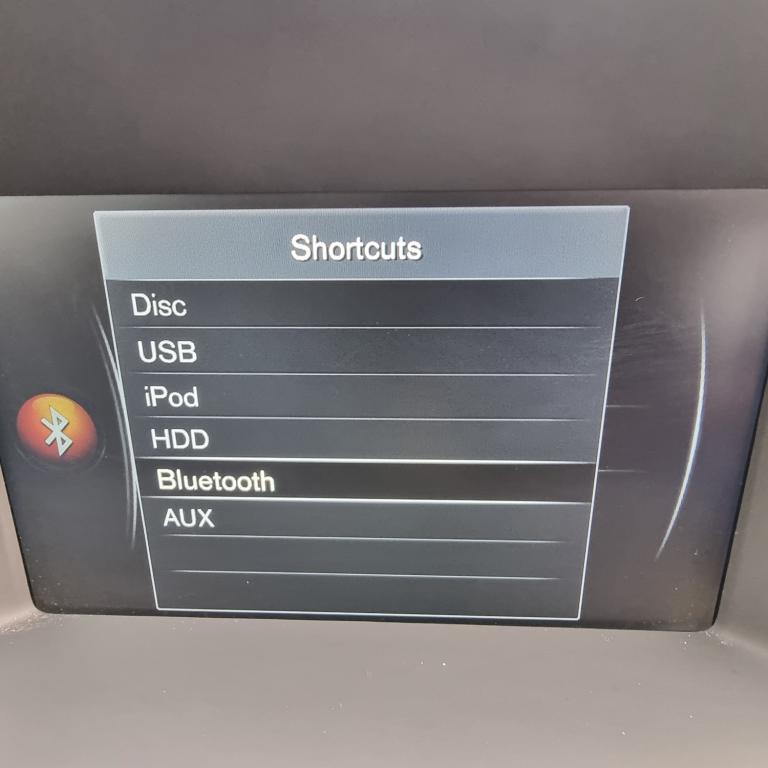 Shortcuts
Disc
USB
iPod
HDD
Bluetooth
AUX